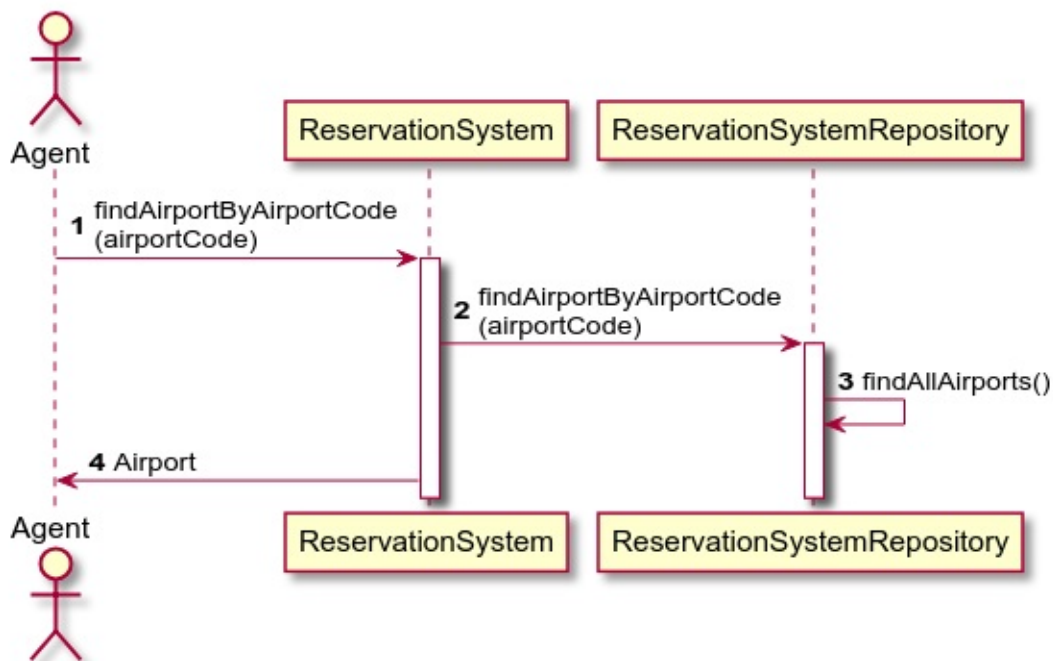 Agent
ReservationSystem
ReservationSystemRepository
1 findAirportByAirportCode
(airportCode)
2 findAirportByAirportCode
(airportCode)
3 findAllAirports()
4 Airport
Agent
ReservationSystem
ReservationSystemRepository